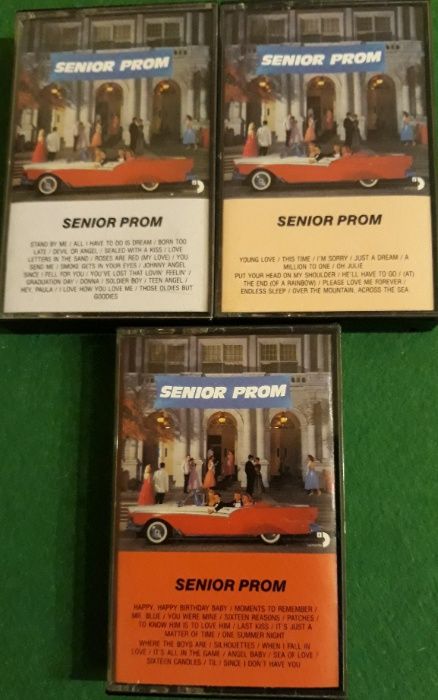 SENIOR PROM
SENIOR PROM
STAND BY ME / ALL I HAVE TO DO IS DREAM / BORN TOO
LATE / DEVIL OR ANGEL / SEALED WITH A KISS / LOVE
LETTERS IN THE SAND / ROSES ARE RED (MY LOVE) / YOU
SEND ME / SMOKE GETS IN YOUR EYES / JOHNNY ANGEL
SINCE I FELL FOR YOU / YOU'VE LOST THAT LOVIN' FEELIN' /
GRADUATION DAY / DONNA / SOLDIER BOY / TEEN ANGEL /
HEY, PAULA / I LOVE HOW YOU LOVE ME / THOSE OLDIES BUT
GOODIES
SENIOR PROM
SENIOR PROM
YOUNG LOVE / THIS TIME / I'M SORRY / JUST A DREAM / A
MILLION TO ONE / OH JULIE
PUT YOUR HEAD ON MY SHOULDER / HE'LL HAVE TO GO / (AT)
THE END (OF A RAINBOW) / PLEASE LOVE ME FOREVER /
ENDLESS SLEEP / OVER THE MOUNTAIN, ACROSS THE SEA
SENIOR PROM
SENIOR PROM
HAPPY, HAPPY BIRTHDAY BABY / MOMENTS TO REMEMBER /
MR. BLUE / YOU WERE MINE / SIXTEEN REASONS / PATCHES /
TO KNOW HIM IS TO LOVE HIM / LAST KISS / IT'S JUST A
MATTER OF TIME / ONE SUMMER NIGHT
WHERE THE BOYS ARE / SILHOUETTES / WHEN I FALL IN
LOVE / IT'S ALL IN THE GAME / ANGEL BABY / SEA OF LOVE /
SIXTEEN CANDLES / TIL / SINCE I DON'T HAVE YOU